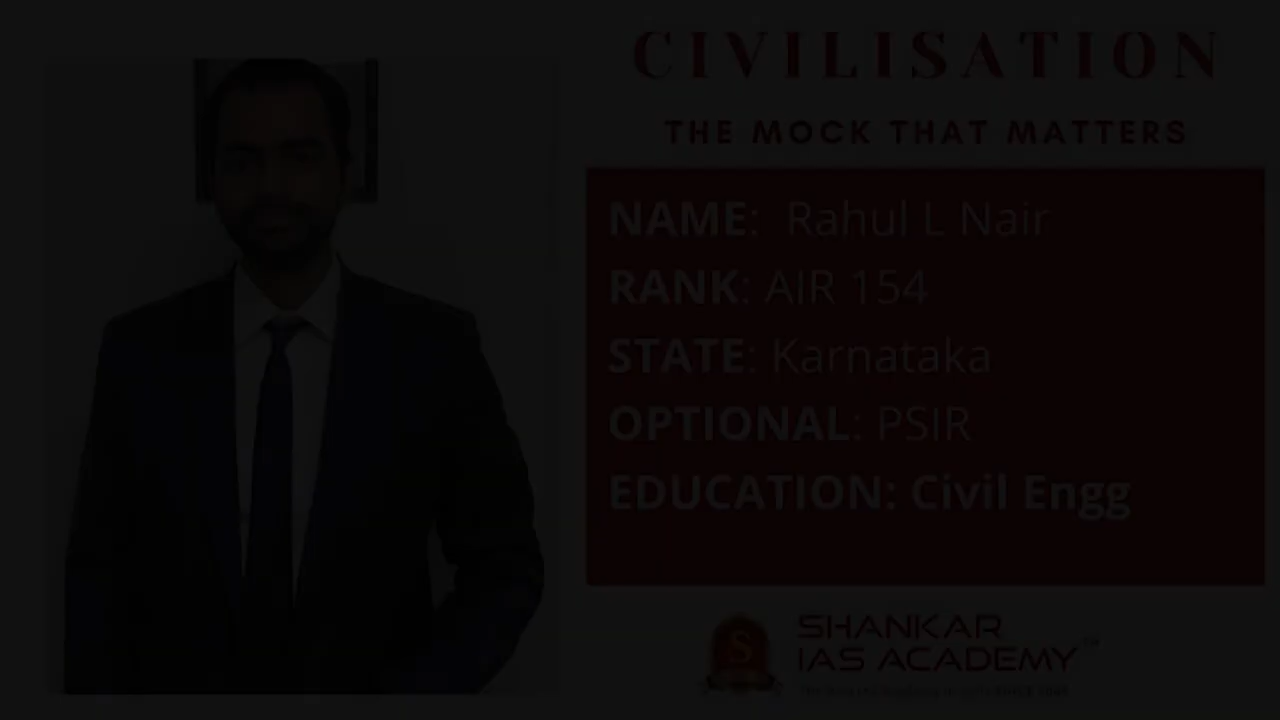 CIVILISATION
THE MOCK THAT MATTERS
NAME: Rahul L Nair
RANK: AIR 154
STATE: Karnataka
OPTIONAL: PSIR
EDUCATION: Civil Engg
S
SHANKAR
IAS ACADEMY™